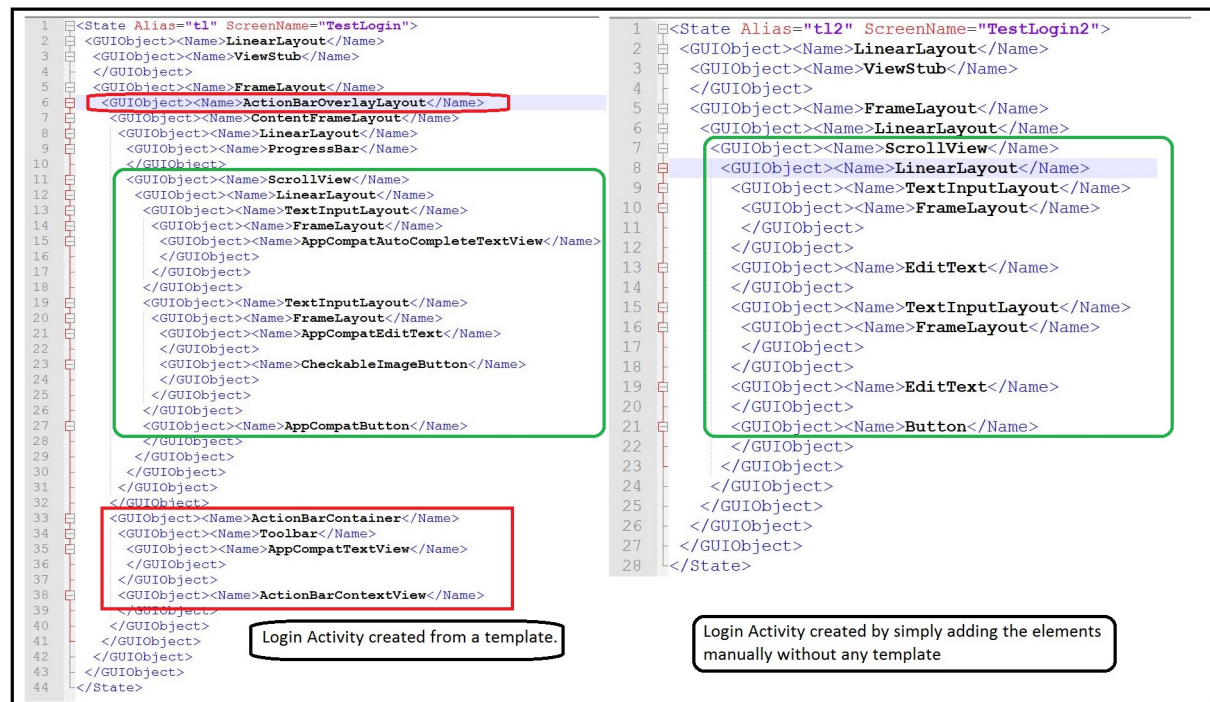 1 <State Alias="tl" ScreenName="TestLogin">
2 <GUIObject><Name>LinearLayout</Name>
3 <GUIObject><Name>ViewStub</Name>
4 </GUIObject>
5 <GUIObject><Name>FrameLayout</Name>
6 <GUIObject><Name>ActionBarOverlayLayout</Name>
7 <GUIObject><Name>ContentFrameLayout</Name>
8 <GUIObject><Name>LinearLayout</Name>
9 <GUIObject><Name>ProgressBar</Name>
10 </GUIObject>
11 <GUIObject><Name>ScrollView</Name>
12 <GUIObject><Name>LinearLayout</Name>
13 <GUIObject><Name>TextInputLayout</Name>
14 <GUIObject><Name>FrameLayout</Name>
15 <GUIObject><Name>AppCompatAutoCompleteTextView</Name>
16 </GUIObject>
17 </GUIObject>
18 </GUIObject>
19 <GUIObject><Name>TextInputLayout</Name>
20 <GUIObject><Name>FrameLayout</Name>
21 <GUIObject><Name>AppCompatEditText</Name>
22 </GUIObject>
23 <GUIObject><Name>CheckableImageButton</Name>
24 </GUIObject>
25 </GUIObject>
26 </GUIObject>
27 <GUIObject><Name>AppCompatButton</Name>
28 </GUIObject>
29 </GUIObject>
30 </GUIObject>
31 </GUIObject>
32 </GUIObject>
33 <GUIObject><Name>ActionBarContainer</Name>
34 <GUIObject><Name>Toolbar</Name>
35 <GUIObject><Name>AppCompatTextView</Name>
36 </GUIObject>
37 </GUIObject>
38 <GUIObject><Name>ActionBarContextView</Name>
39 </GUIObject>
40 </GUIObject>
41 </GUIObject>
42 </GUIObject>
43 </GUIObject>
44 </State>
Login Activity created from a template.
1 <State Alias="tl2" ScreenName="TestLogin2">
2 <GUIObject><Name>LinearLayout</Name>
3 <GUIObject><Name>ViewStub</Name>
4 </GUIObject>
5 <GUIObject><Name>FrameLayout</Name>
6 <GUIObject><Name>LinearLayout</Name>
7 <GUIObject><Name>ScrollView</Name>
8 <GUIObject><Name>LinearLayout</Name>
9 <GUIObject><Name>TextInputLayout</Name>
10 <GUIObject><Name>FrameLayout</Name>
11 </GUIObject>
12 </GUIObject>
13 <GUIObject><Name>EditText</Name>
14 </GUIObject>
15 <GUIObject><Name>TextInputLayout</Name>
16 <GUIObject><Name>FrameLayout</Name>
17 </GUIObject>
18 </GUIObject>
19 <GUIObject><Name>EditText</Name>
20 </GUIObject>
21 <GUIObject><Name>Button</Name>
22 </GUIObject>
23 </GUIObject>
24 </GUIObject>
25 </GUIObject>
26 </GUIObject>
27 </GUIObject>
28 </State>
Login Activity created by simply adding the elements
manually without any template